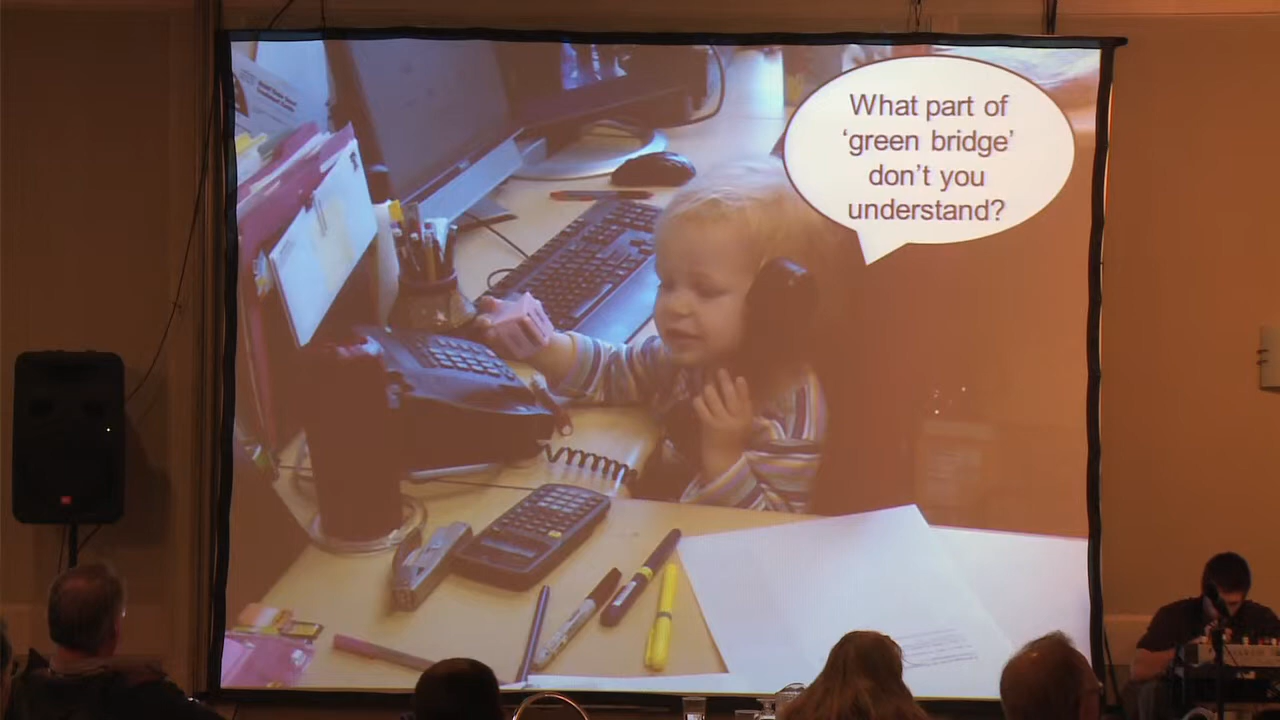 What part of
‘green bridge’
don’t you
understand?